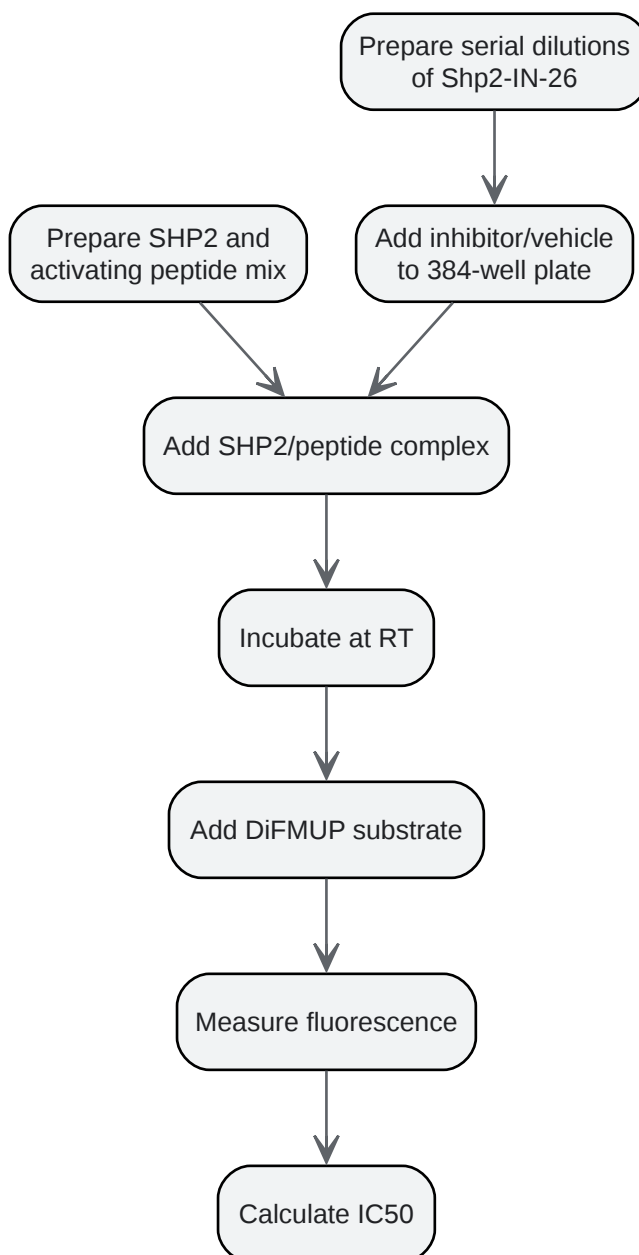 Prepare serial dilutions
of Shp2-IN-26
Prepare SHP2 and
activating peptide mix
Add inhibitor/vehicle
to 384-well plate
Add SHP2/peptide complex
Incubate at RT
Add DiFMUP substrate
Measure fluorescence
Calculate IC50